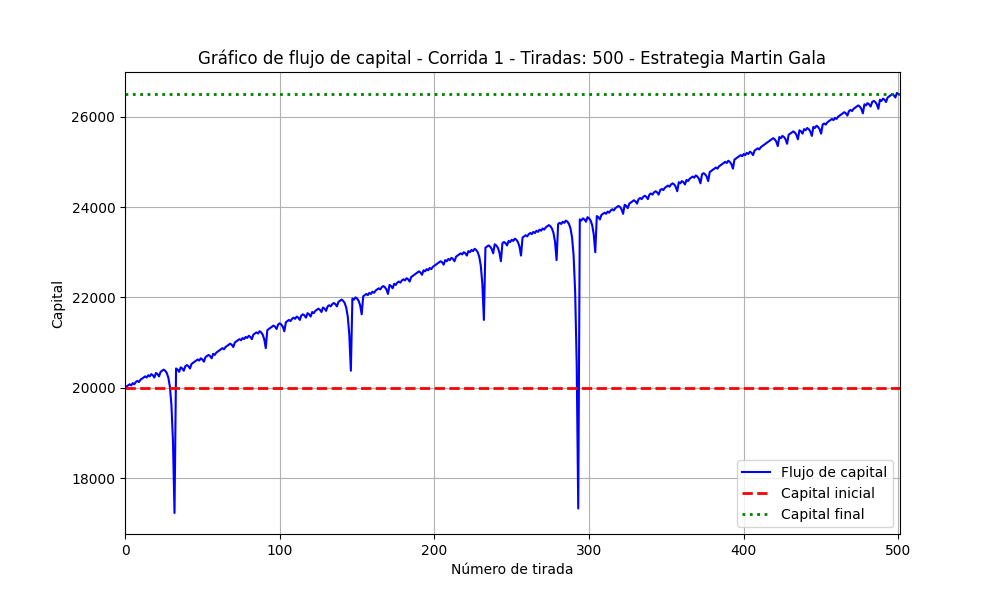 Gráfico de flujo de capital - Corrida 1 - Tiradas: 500 - Estrategia Martin Gala
Capital
26000
24000
22000
20000
18000
0 100 200 300 400 500
Número de tirada
Flujo de capital
Capital inicial
Capital final